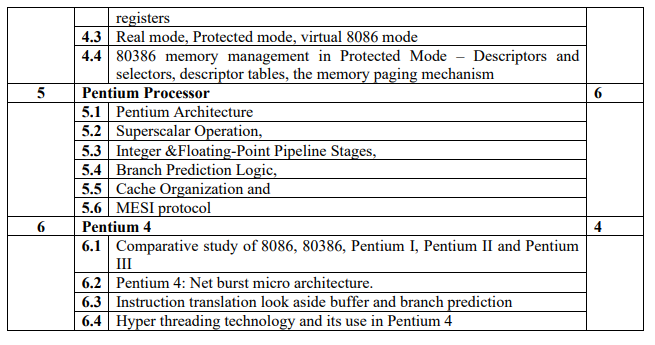 registers
4.3 Real mode, Protected mode, virtual 8086 mode
4.4 80386 memory management in Protected Mode – Descriptors and
selectors, descriptor tables, the memory paging mechanism
5 Pentium Processor 6
5.1 Pentium Architecture
5.2 Superscalar Operation,
5.3 Integer &Floating-Point Pipeline Stages,
5.4 Branch Prediction Logic,
5.5 Cache Organization and
5.6 MESI protocol
6 Pentium 4 4
6.1 Comparative study of 8086, 80386, Pentium I, Pentium II and Pentium
III
6.2 Pentium 4: Net burst micro architecture.
6.3 Instruction translation look aside buffer and branch prediction
6.4 Hyper threading technology and its use in Pentium 4